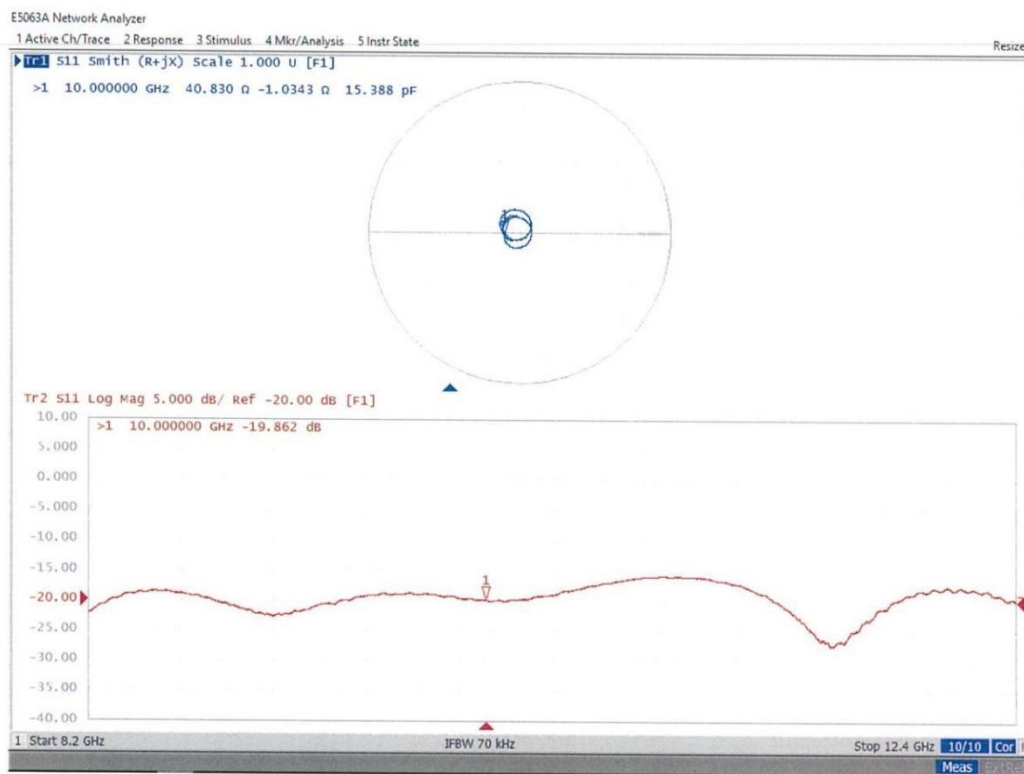 E5063A Network Analyzer
1 Active Ch/Trace 2 Response 3 Stimulus 4 Mkr/Analysis 5 Instr State
Resize
Tr1 S11 Smith (R+jX) Scale 1.000 U [F1]
>1 10.000000 GHz 40.830 Ω -1.0343 Ω 15.388 pF
Tr2 S11 Log Mag 5.000 dB/ Ref -20.00 dB [F1]
10.00
>1 10.000000 GHz -19.862 dB
5.000
0.000
-5.000
-10.00
-15.00
1
-20.00
-25.00
-30.00
-35.00
-40.00
1 Start 8.2 GHz IFBW 70 kHz Stop 12.4 GHz 10/10 Cor
Meas